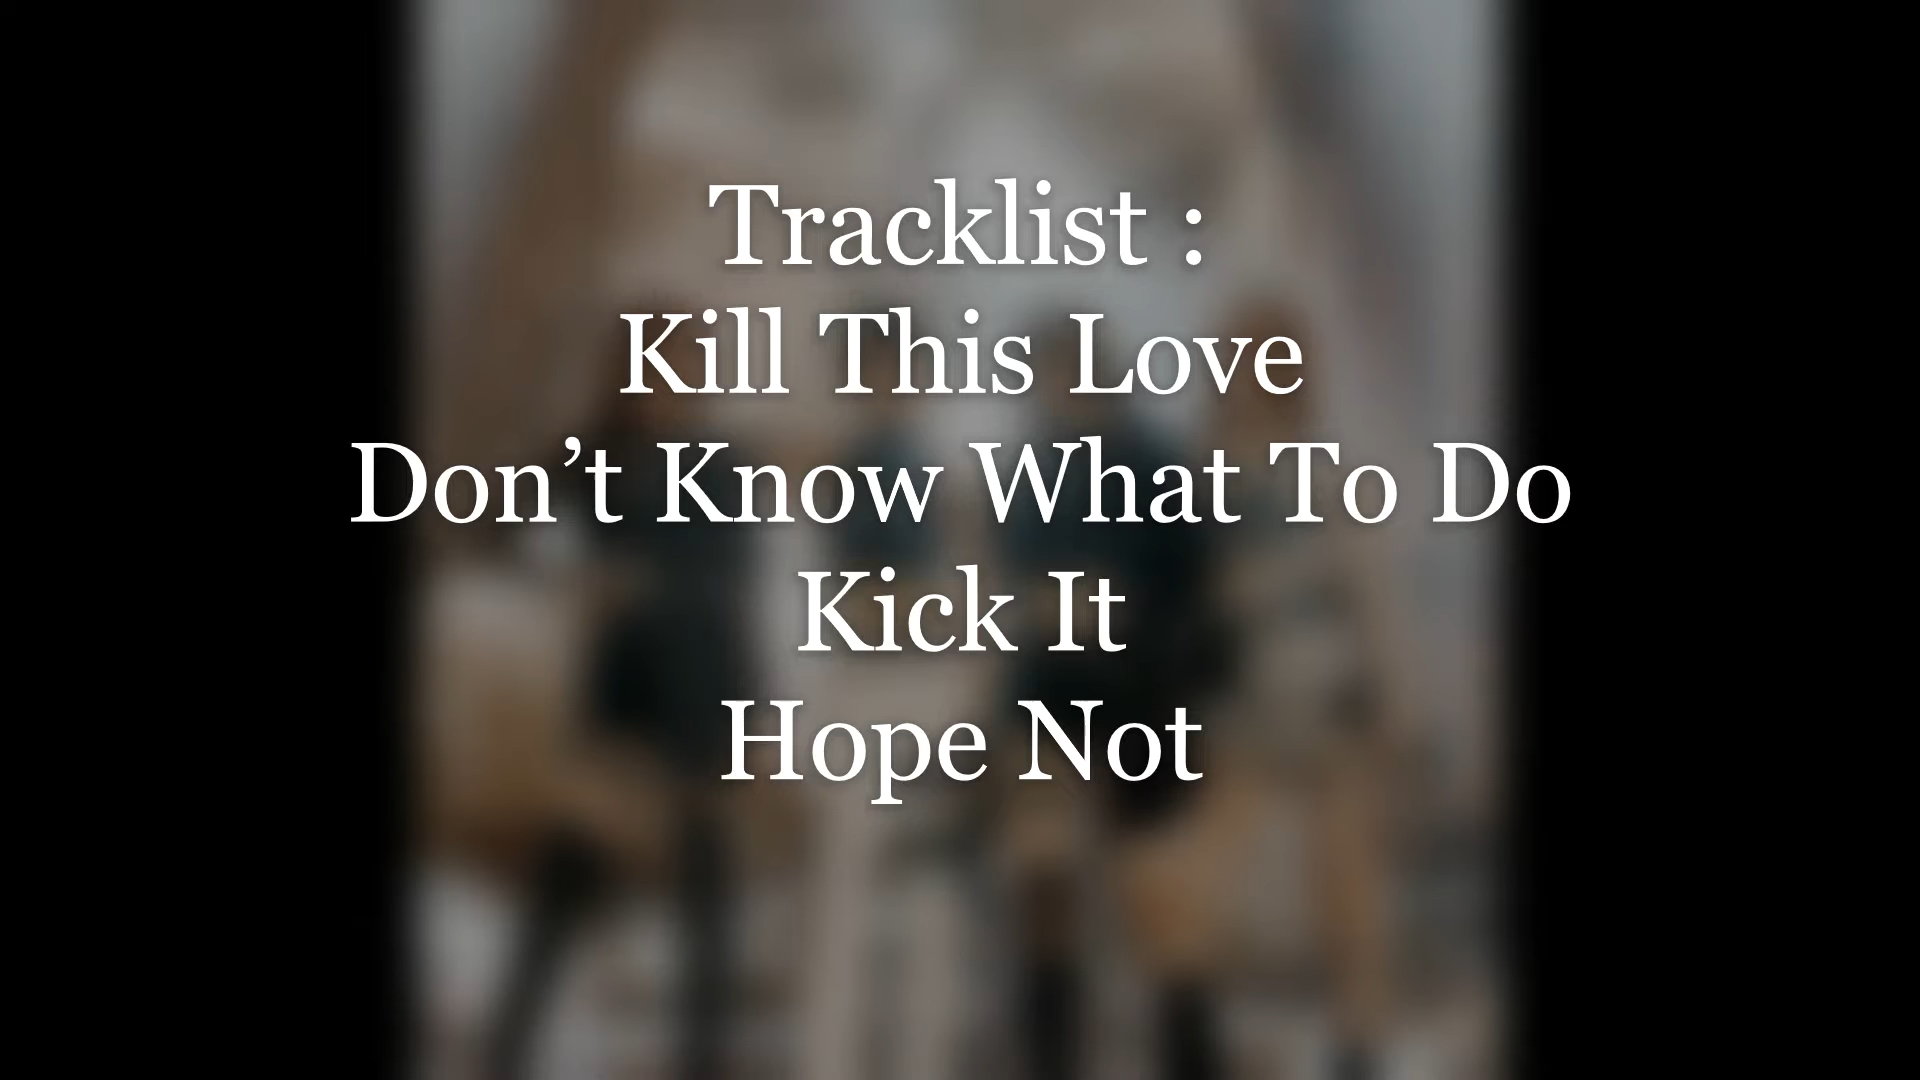 Tracklist :
Kill This Love
Don’t Know What To Do
Kick It
Hope Not